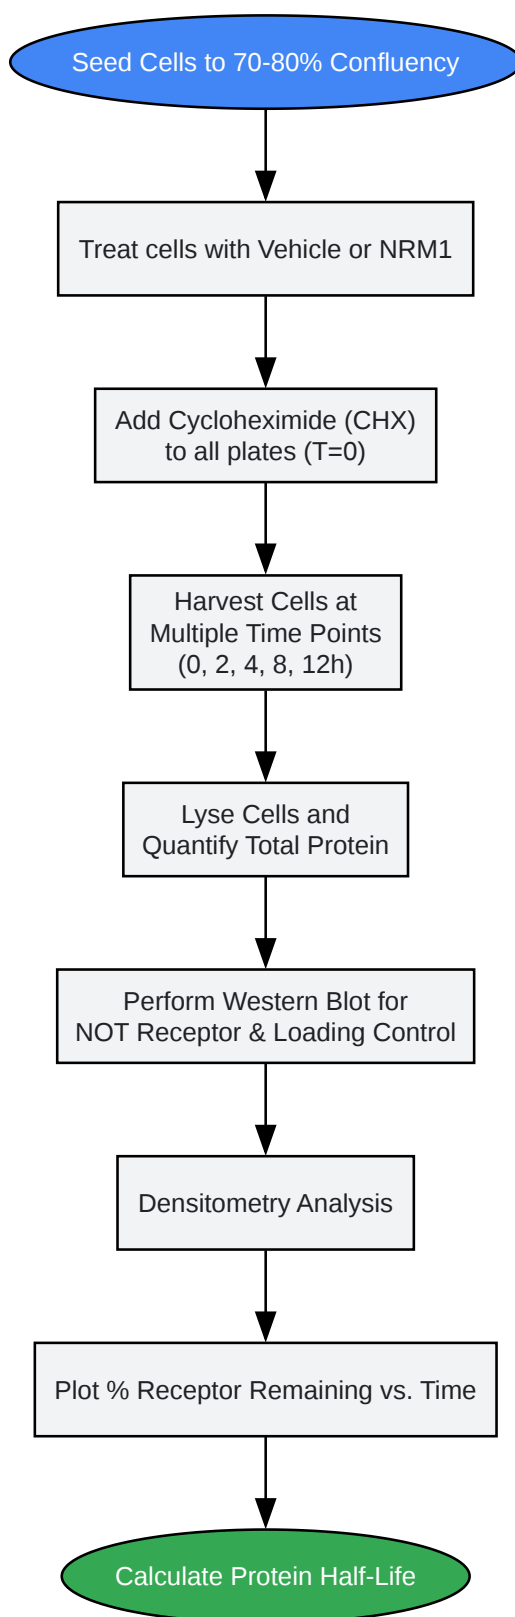 Seed Cells to 70-80% Confluency
Treat cells with Vehicle or NRM1
Add Cycloheximide (CHX)
to all plates (T=0)
Harvest Cells at
Multiple Time Points
(0, 2, 4, 8, 12h)
Lyse Cells and
Quantify Total Protein
Perform Western Blot for
NOT Receptor & Loading Control
Densitometry Analysis
Plot % Receptor Remaining vs. Time
Calculate Protein Half-Life